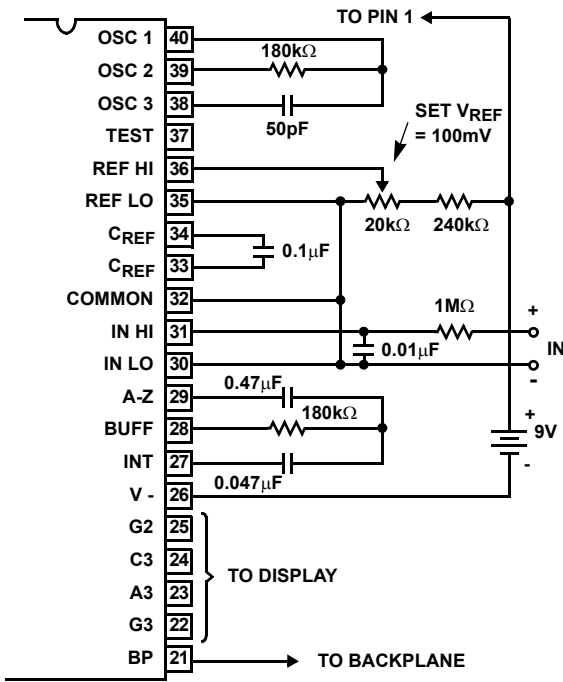 TO PIN 1
OSC 1 40
180kΩ
OSC 2 39
OSC 3 38
50pF
SET VREF
= 100mV
TEST 37
REF HI 36
REF LO 35
20kΩ 240kΩ
CREF 34
0.1µF
CREF 33
COMMON 32
1MΩ
+
IN HI 31
0.01µF
IN
IN LO 30
-
0.47µF
A-Z 29
180kΩ
BUFF 28
+
9V
INT 27
-
0.047µF
V - 26
G2 25
C3 24
TO DISPLAY
A3 23
G3 22
BP 21
TO BACKPLANE